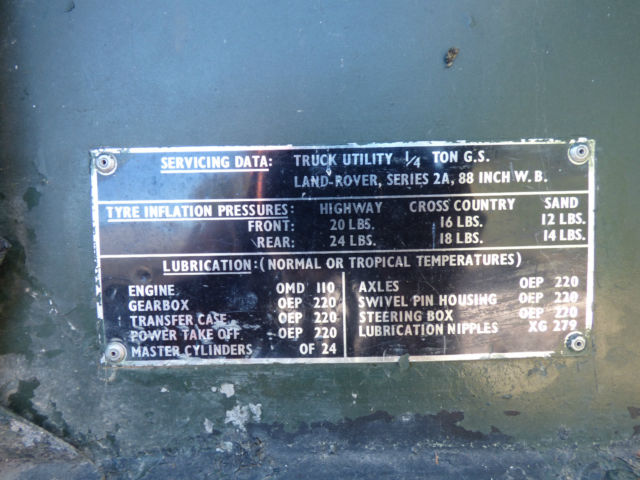 SERVICING DATA: TRUCK UTILITY 1/4 TON G.S.
LAND-ROVER, SERIES 2A, 88 INCH W.B.
TYRE INFLATION PRESSURES: HIGHWAY CROSS COUNTRY SAND
FRONT: 20 LBS. 16 LBS. 12 LBS.
REAR: 24 LBS. 18 LBS. 14 LBS.
LUBRICATION:(NORMAL OR TROPICAL TEMPERATURES)
ENGINE OMD 110
GEARBOX OEP 220
TRANSFER CASE OEP 220
POWER TAKE OFF OEP 220
MASTER CYLINDERS OF 24
AXLES OEP 220
SWIVEL PIN HOUSING OEP 220
STEERING BOX OEP 220
LUBRICATION NIPPLES XG 279